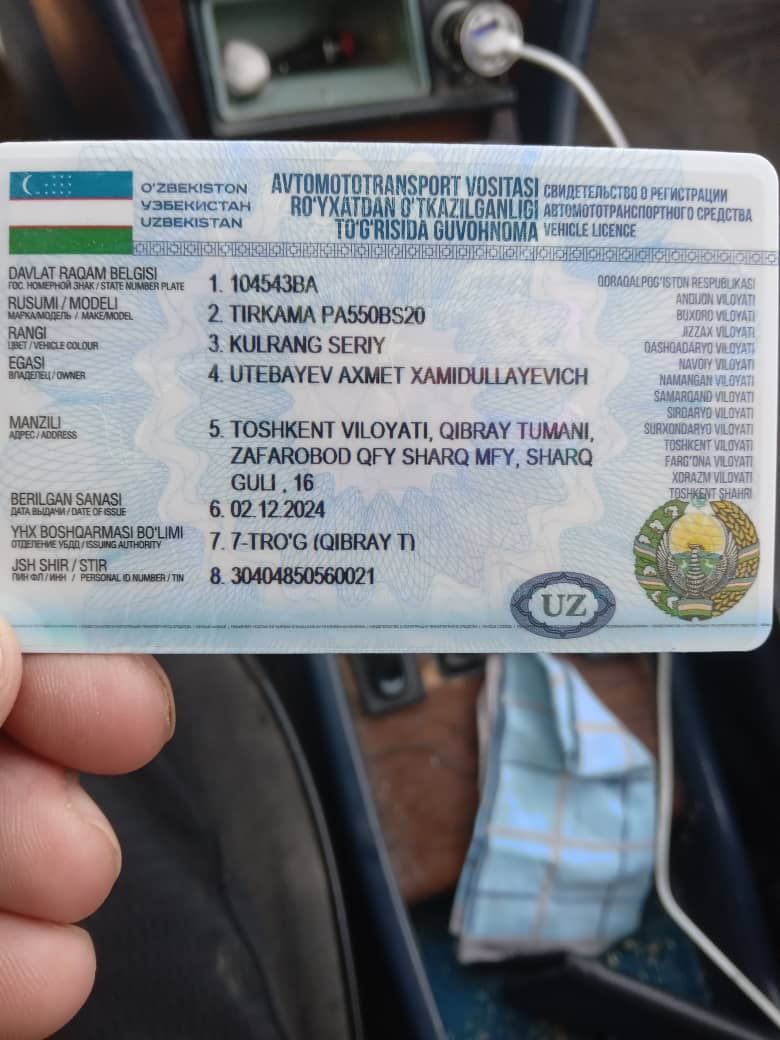 O'ZBEKISTON
ЎЗБЕКИСТАН
UZBEKISTAN
AVTOMOTOTRANSPORT VOSITASI
RO'YXATDAN O'TKAZILGANLIGI
TO'G'RISIDA GUVOHNOMA
СВИДЕТЕЛЬСТВО О РЕГИСТРАЦИИ
АВТОМОТОТРАНСПОРТНОГО СРЕДСТВА
VEHICLE LICENCE
DAVLAT RAQAM BELGISI
ГОС. НОМЕРНОЙ ЗНАК / STATE NUMBER PLATE
1. 104543BA
RUSUMI / MODELI
МАРКА/МОДЕЛЬ / MAKE/MODEL
2. TIRKAMA PA550BS20
RANGI
ЦВЕТ / VEHICLE COLOUR
3. KULRANG SERIY
EGASI
ВЛАДЕЛЕЦ / OWNER
4. UTEBAYEV AXMET XAMIDULLAYEVICH
MANZILI
АДРЕС / ADDRESS
5. TOSHKENT VILOYATI, QIBRAY TUMANI,
ZAFAROBOD QFY SHARQ MFY, SHARQ
GULI , 16
BERILGAN SANASI
ДАТА ВЫДАЧИ / DATE OF ISSUE
6. 02.12.2024
YHX BOSHQARMASI BO'LIMI
ОТДЕЛЕНИЕ УБДД / ISSUING AUTHORITY
7. 7-TRO'G (QIBRAY T)
JSH SHIR / STIR
ПИН ФЛ / ИНН / PERSONAL ID NUMBER / TIN
8. 30404850560021
QORAQALPOG'ISTON RESPUBLIKASI
ANDIJON VILOYATI
BUXORO VILOYATI
JIZZAX VILOYATI
QASHQADARYO VILOYATI
NAVOIY VILOYATI
NAMANGAN VILOYATI
SAMARQAND VILOYATI
SIRDARYO VILOYATI
SURXONDARYO VILOYATI
TOSHKENT VILOYATI
FARG'ONA VILOYATI
XORAZM VILOYATI
TOSHKENT SHAHRI
UZ